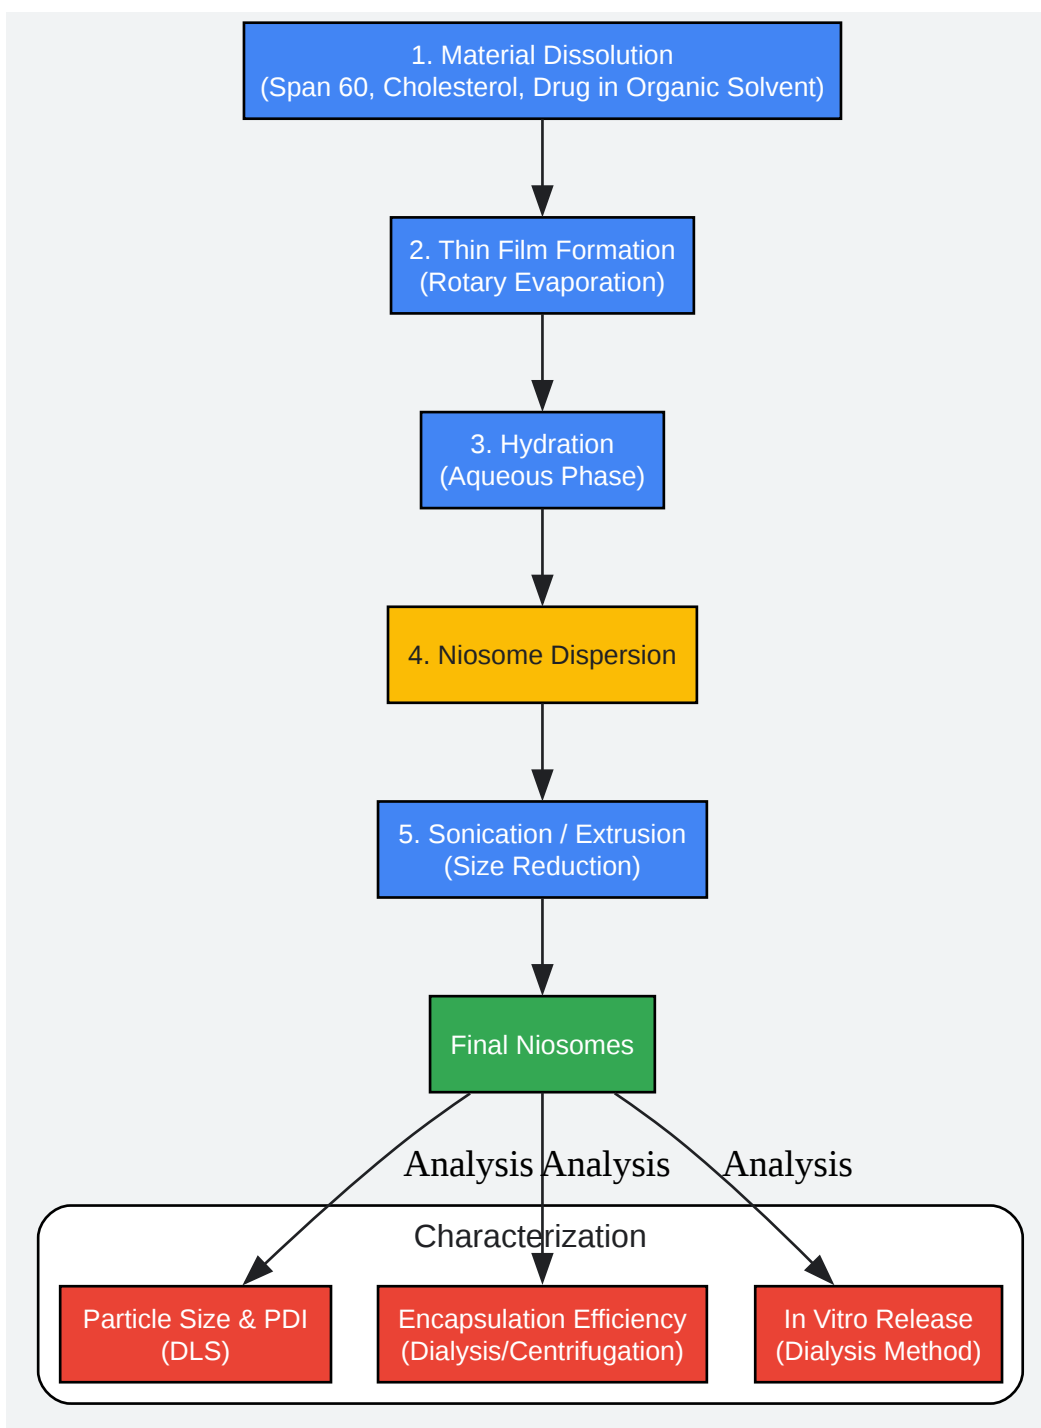 1. Material Dissolution
(Span 60, Cholesterol, Drug in Organic Solvent)
2. Thin Film Formation
(Rotary Evaporation)
3. Hydration
(Aqueous Phase)
4. Niosome Dispersion
5. Sonication / Extrusion
(Size Reduction)
Final Niosomes
Analysis
Analysis
Analysis
Characterization
Particle Size & PDI
(DLS)
Encapsulation Efficiency
(Dialysis/Centrifugation)
In Vitro Release
(Dialysis Method)